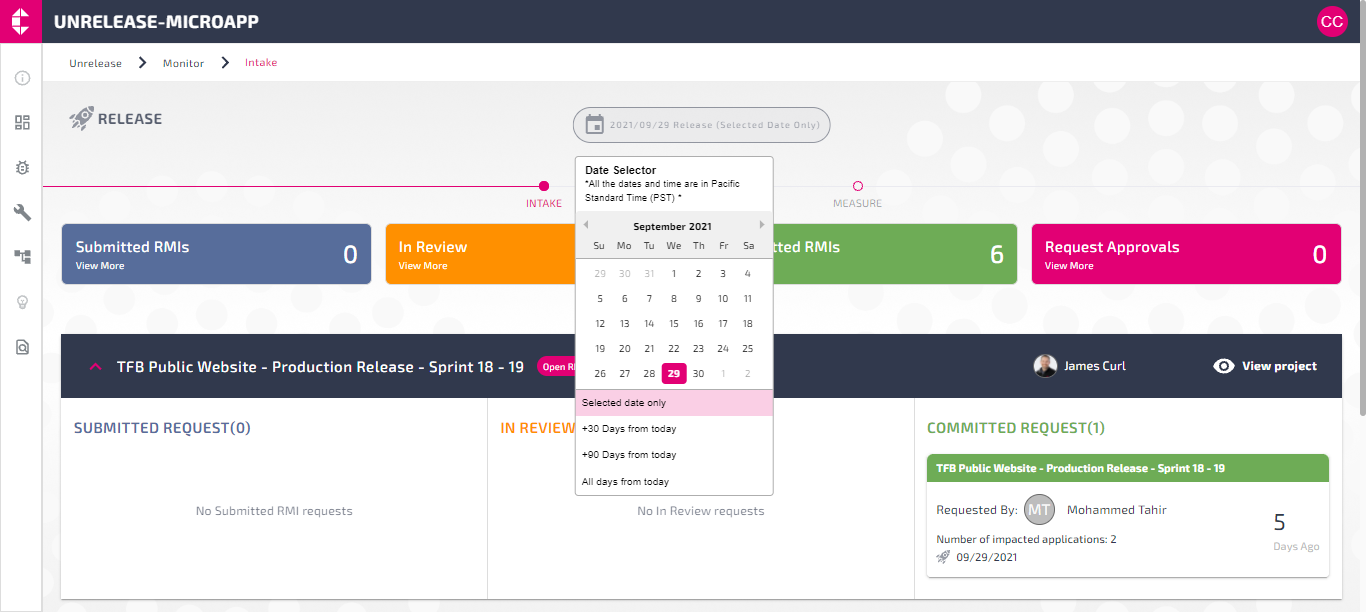 UNRELEASE-MICROAPP
CC
Unrelease
Monitor
Intake
RELEASE
2021/09/29 Release (Selected Date Only)
Date Selector
*All the dates and time are in Pacific
Standard Time (PST) *
INTAKE
MEASURE
September 2021
Su Mo Tu We Th Fr Sa
29 30 31 1 2 3 4
5 6 7 8 9 10 11
12 13 14 15 16 17 18
19 20 21 22 23 24 25
26 27 28 29 30 1 2
Selected date only
+30 Days from today
+90 Days from today
All days from today
Submitted RMIs
View More
0
In Review
View More
tted RMIs
6
Request Approvals
View More
0
TFB Public Website - Production Release - Sprint 18 - 19
Open
James Curl
View project
SUBMITTED REQUEST(0)
No Submitted RMI requests
IN REVIEW
No In Review requests
COMMITTED REQUEST(1)
TFB Public Website - Production Release - Sprint 18 - 19
Requested By: MT Mohammed Tahir
5
Days Ago
Number of impacted applications: 2
09/29/2021